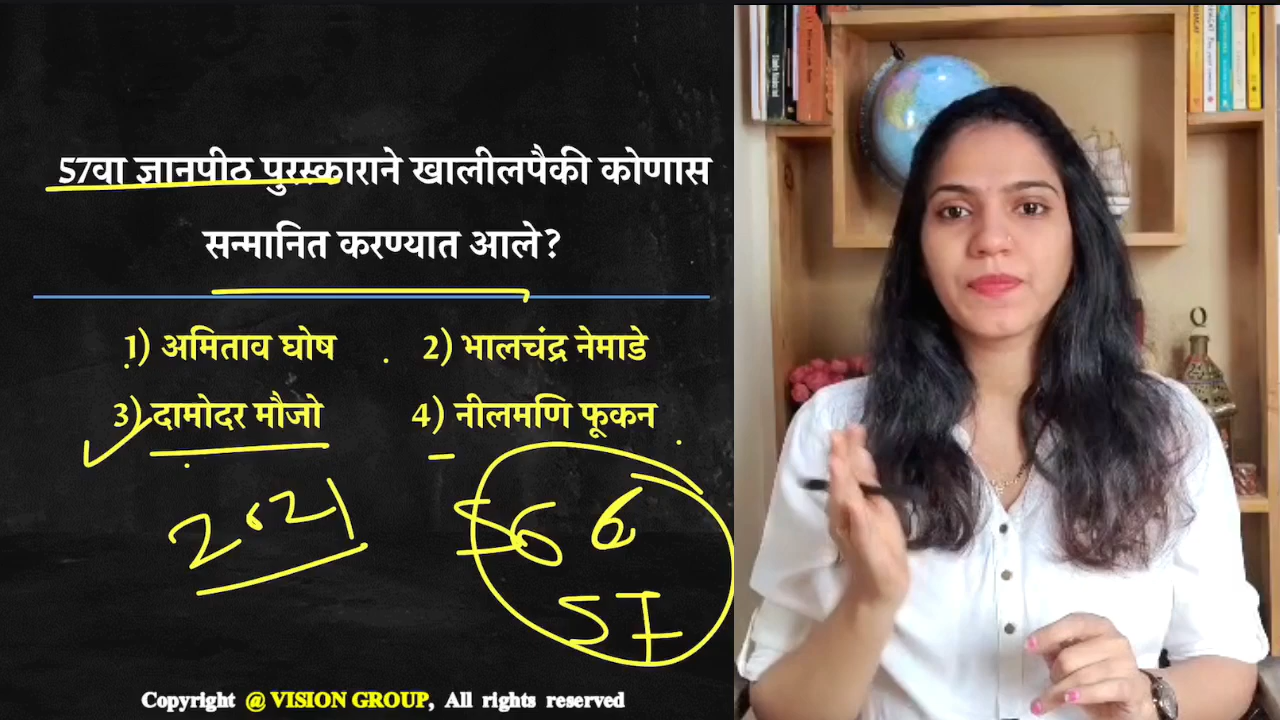 57वा ज्ञानपीठ पुरस्काराने खालीलपैकी कोणास
सन्मानित करण्यात आले?
1) अमिताव घोष 2) भालचंद्र नेमाडे
3) दामोदर मौजो 4) नीलमणि फूकन
2021 56
57
Copyright @ VISION GROUP, All rights reserved